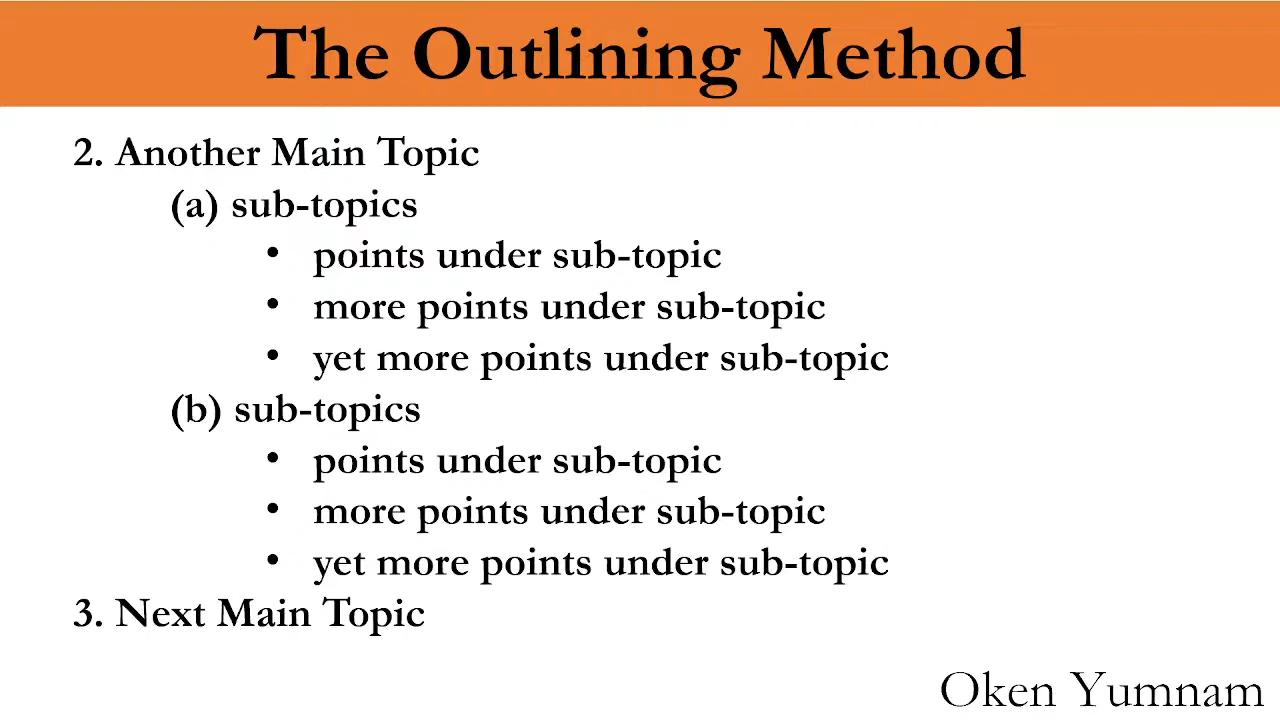 The Outlining Method
2. Another Main Topic
(a) sub-topics
• points under sub-topic
• more points under sub-topic
• yet more points under sub-topic
(b) sub-topics
• points under sub-topic
• more points under sub-topic
• yet more points under sub-topic
3. Next Main Topic
Oken Yumnam